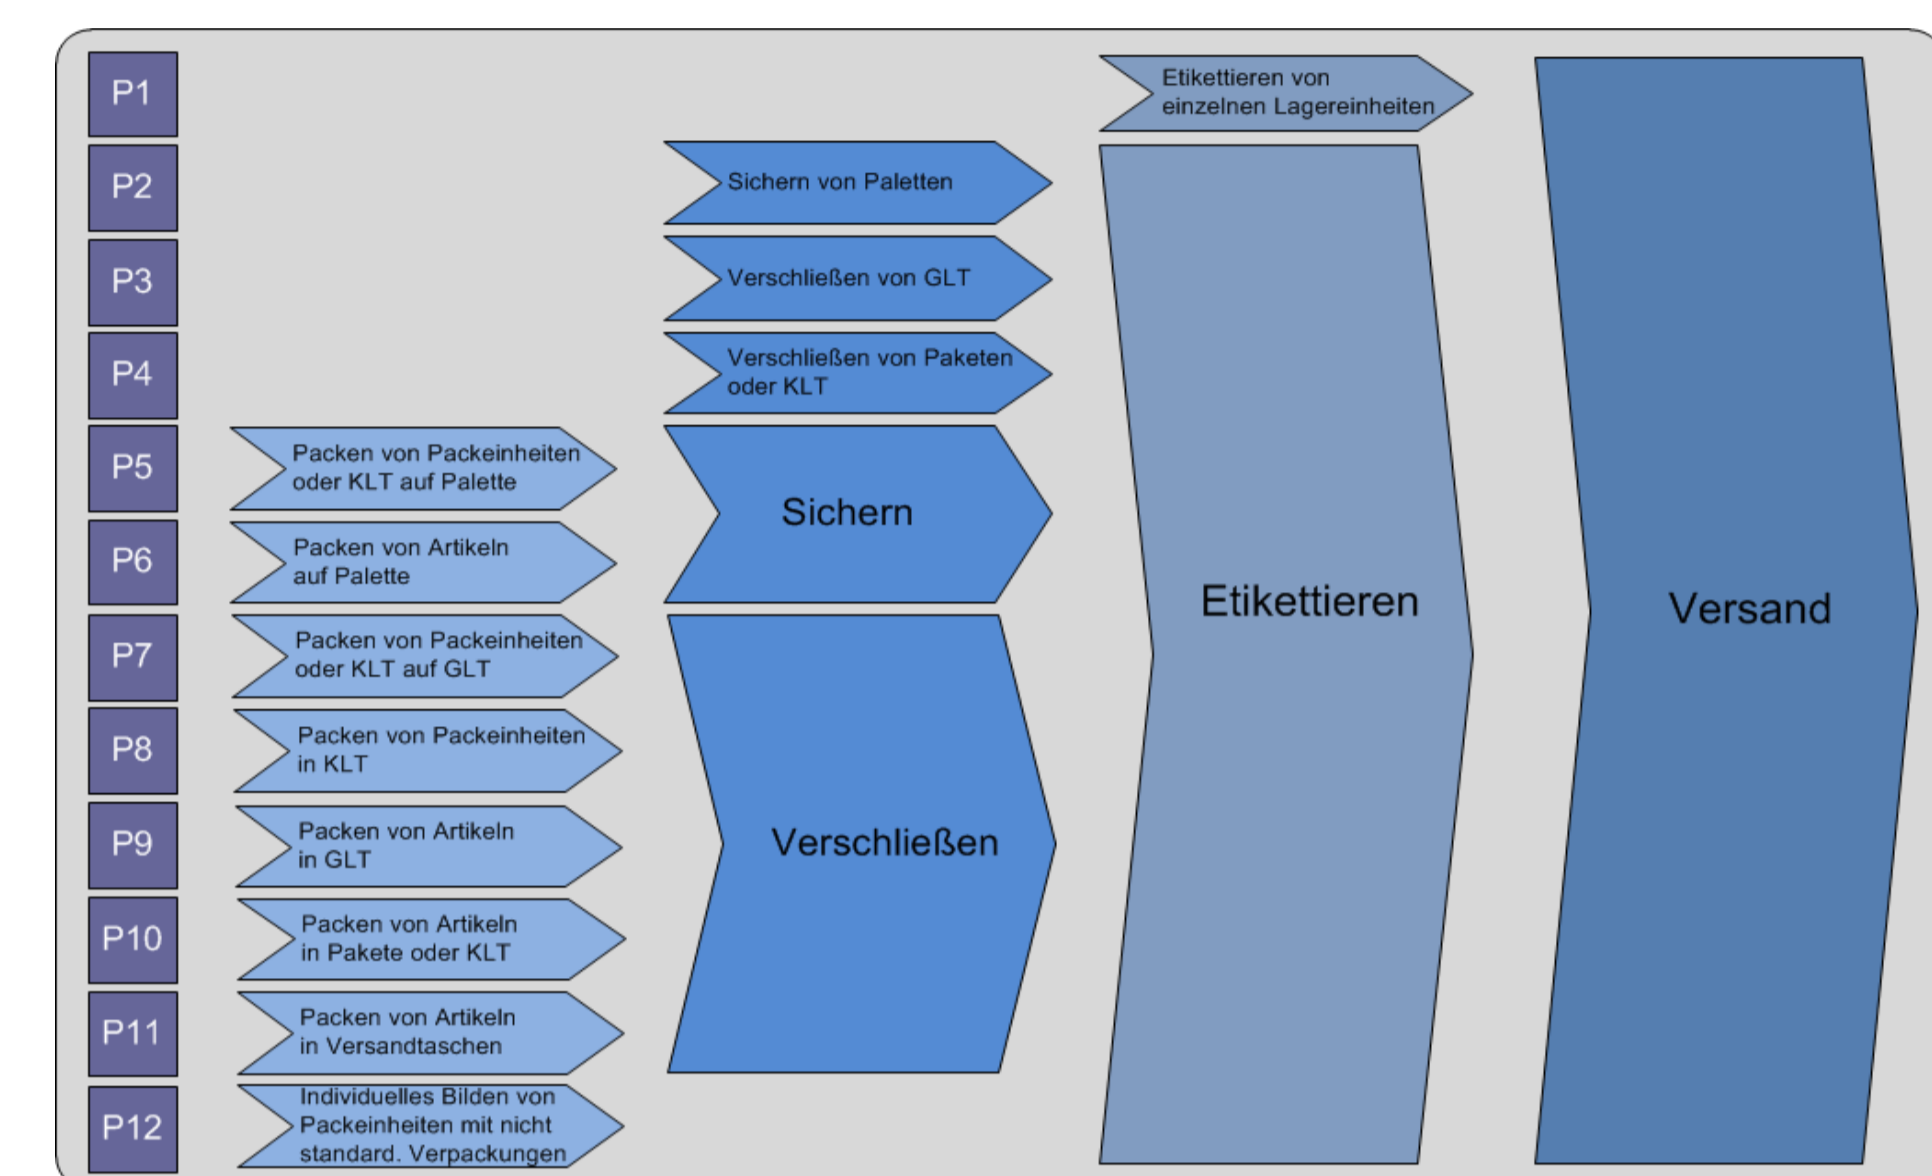 P1
Etikettieren von
einzelnen Lagereinheiten
P2
Sichern von Paletten
P3
Verschließen von GLT
P4
Verschließen von Paketen
oder KLT
P5
Packen von Packeinheiten
oder KLT auf Palette
Sichern
P6
Packen von Artikeln
auf Palette
Etikettieren
Versand
P7
Packen von Packeinheiten
oder KLT auf GLT
P8
Packen von Packeinheiten
in KLT
P9
Packen von Artikeln
in GLT
Verschließen
P10
Packen von Artikeln
in Pakete oder KLT
P11
Packen von Artikeln
in Versandtaschen
P12
Individuelles Bilden von
Packeinheiten mit nicht
standard. Verpackungen